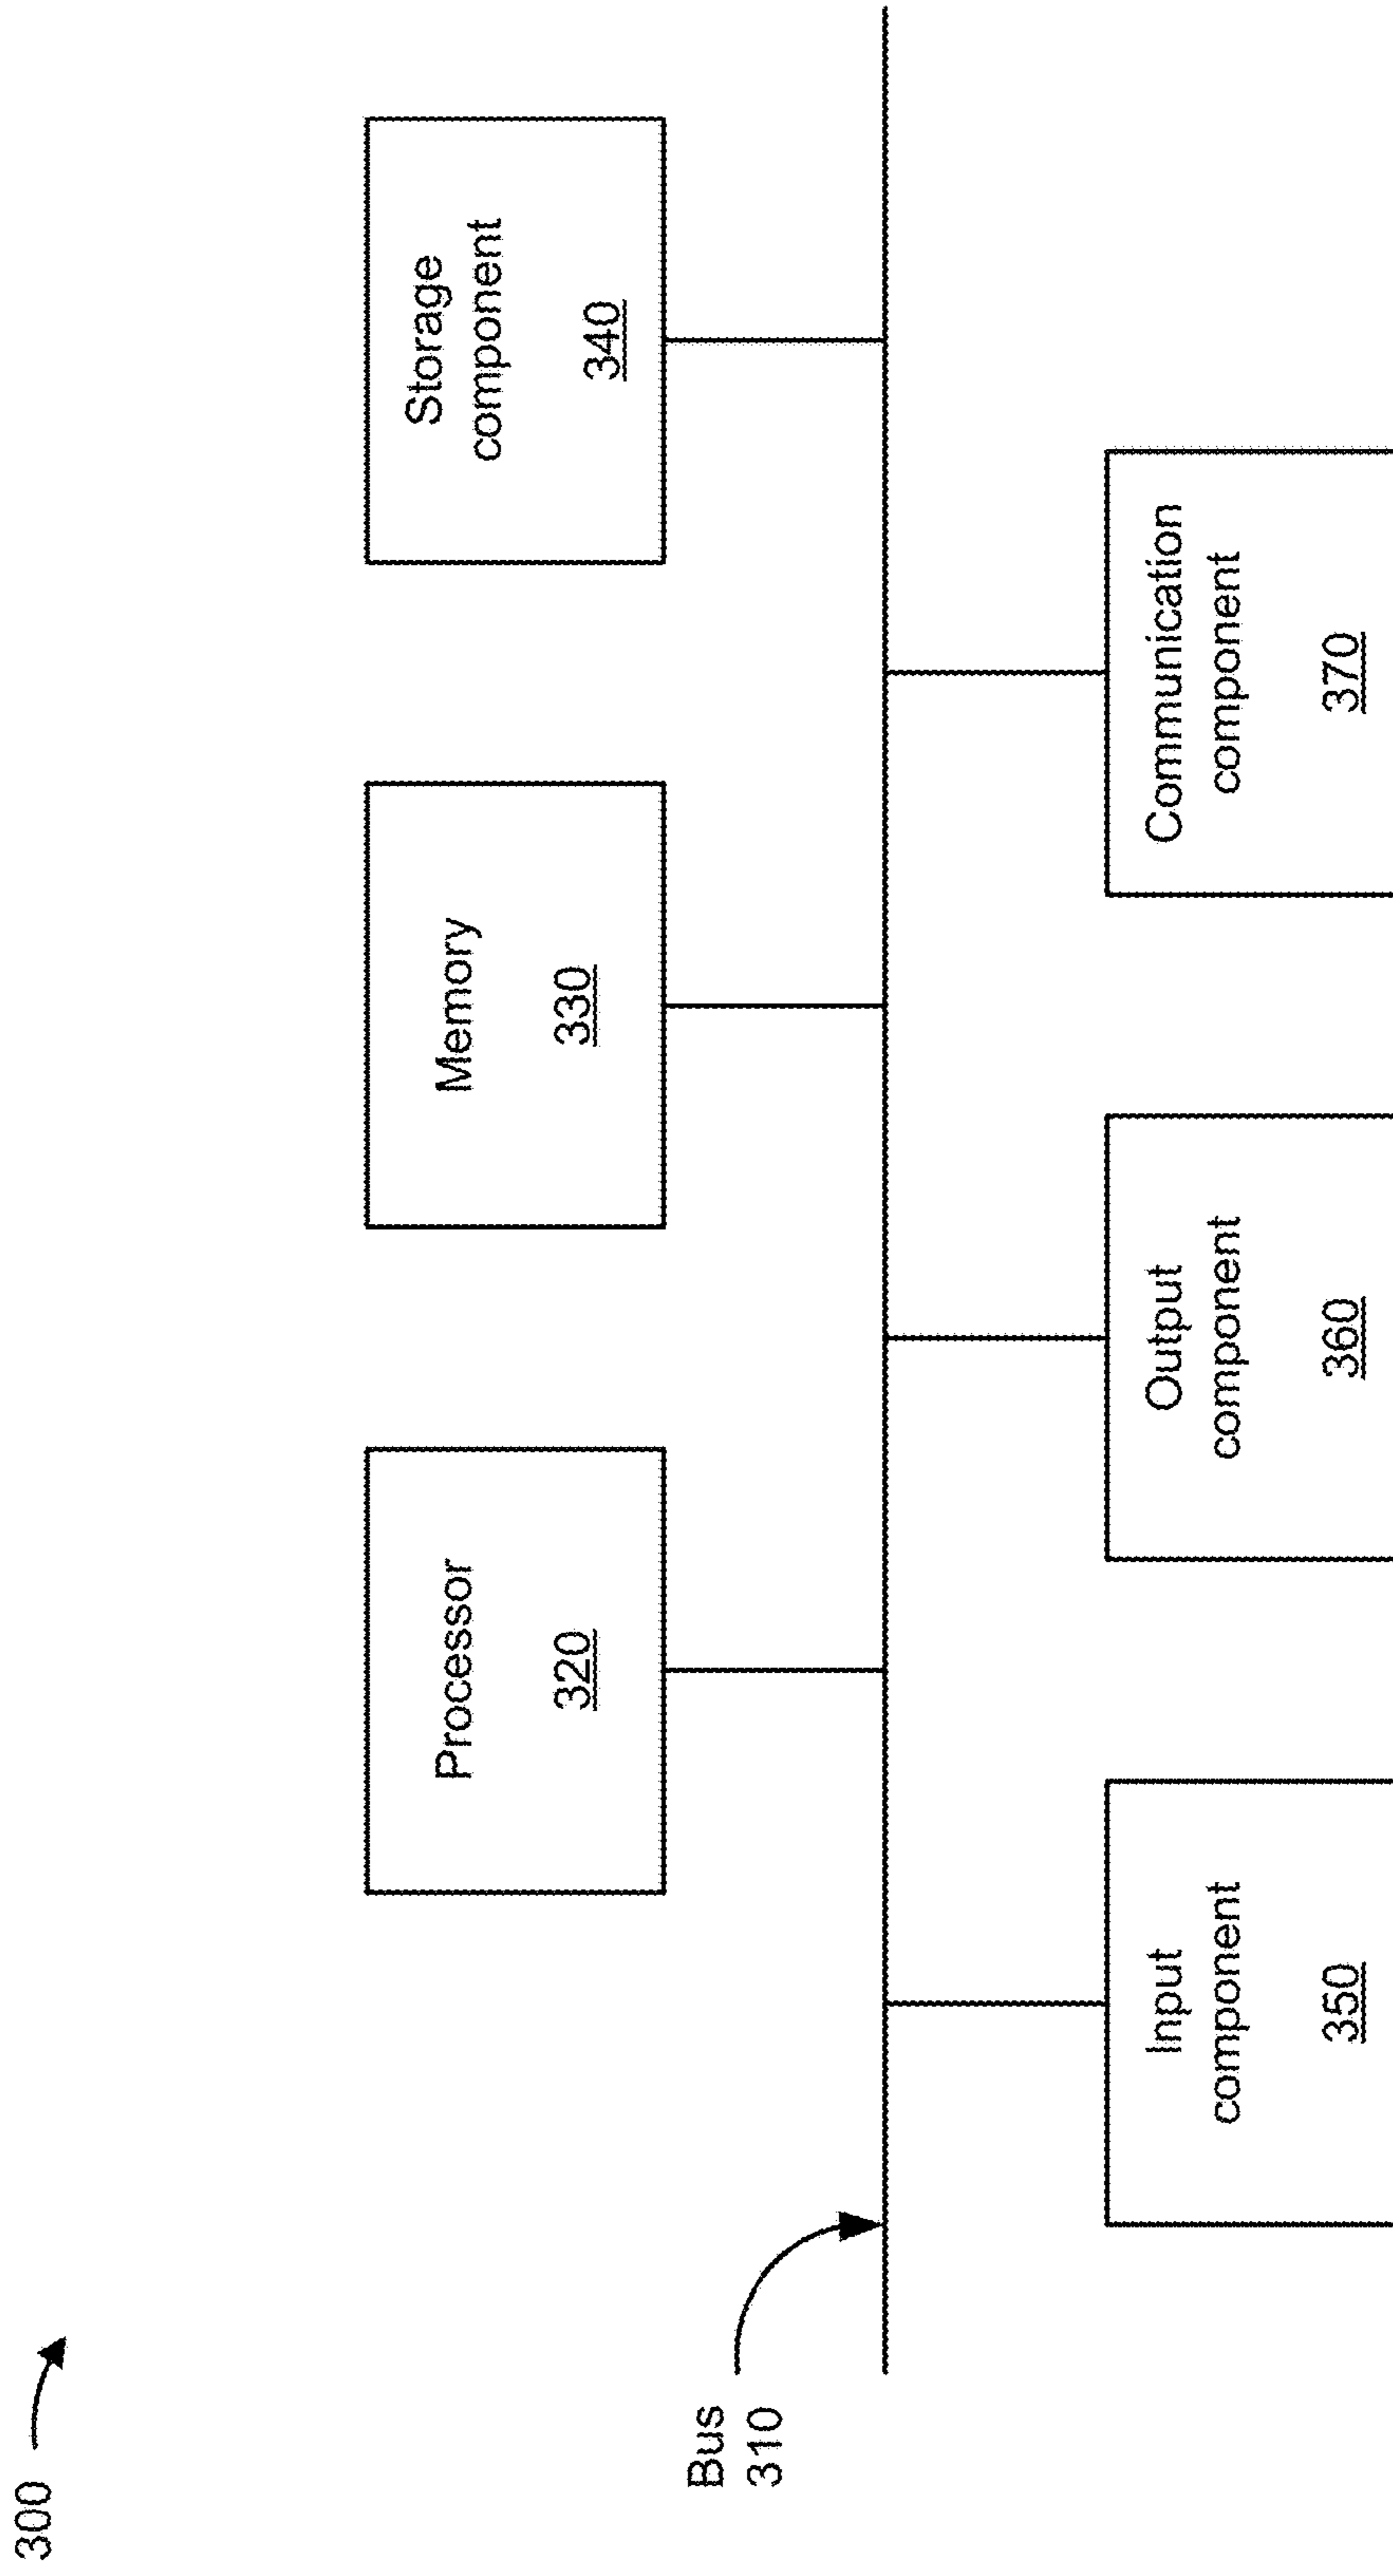 300
Processor
320
Memory
330
Storage
component
340
Bus
310
Input
component
350
Output
component
360
Communication
component
370